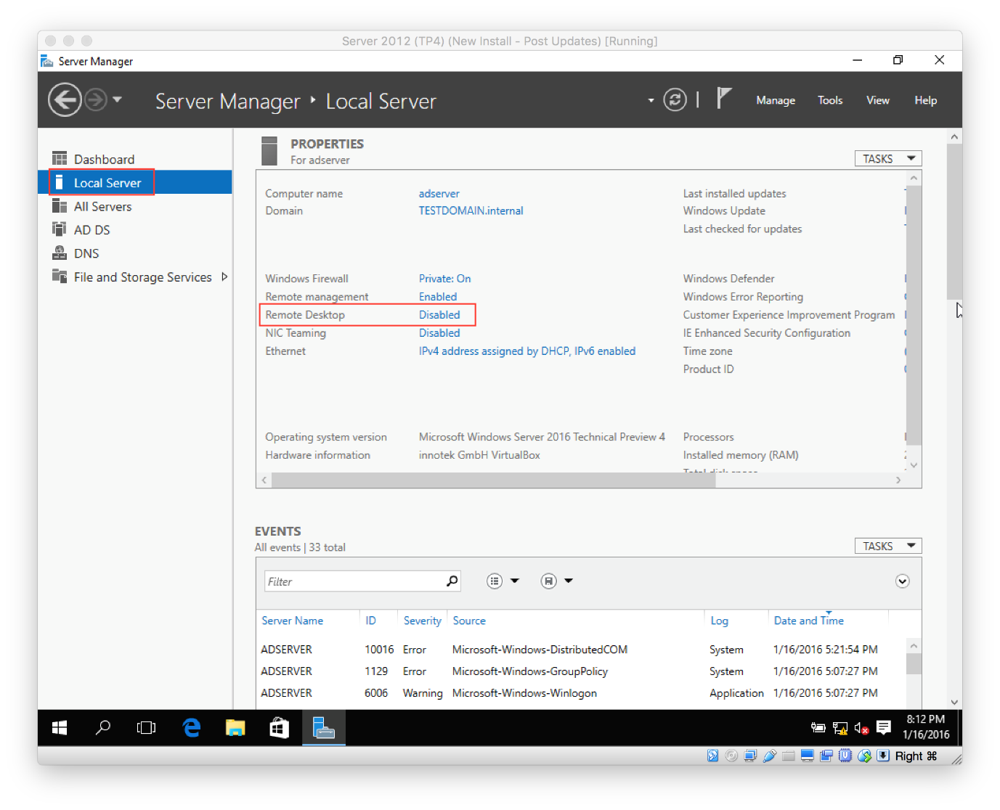 Server 2012 (TP4) (New Install - Post Updates) [Running]
Server Manager
Server Manager ‣ Local Server
Manage Tools View Help
Dashboard
Local Server
All Servers
AD DS
DNS
File and Storage Services
PROPERTIES
For adserver
TASKS
Computer name adserver Last installed updates
Domain TESTDOMAIN.internal Windows Update
Last checked for updates
Windows Firewall Private: On Windows Defender
Remote management Enabled Windows Error Reporting
Remote Desktop Disabled Customer Experience Improvement Program
NIC Teaming Disabled IE Enhanced Security Configuration
Ethernet IPv4 address assigned by DHCP, IPv6 enabled Time zone
Product ID
Operating system version Microsoft Windows Server 2016 Technical Preview 4 Processors
Hardware information innotek GmbH VirtualBox Installed memory (RAM)
Total disk space
EVENTS
All events | 33 total
TASKS
Filter
Server Name ID Severity Source Log Date and Time
ADSERVER 10016 Error Microsoft-Windows-DistributedCOM System 1/16/2016 5:21:54 PM
ADSERVER 1129 Error Microsoft-Windows-GroupPolicy System 1/16/2016 5:07:27 PM
ADSERVER 6006 Warning Microsoft-Windows-Winlogon Application 1/16/2016 5:07:27 PM
8:12 PM
1/16/2016
Right ⌘